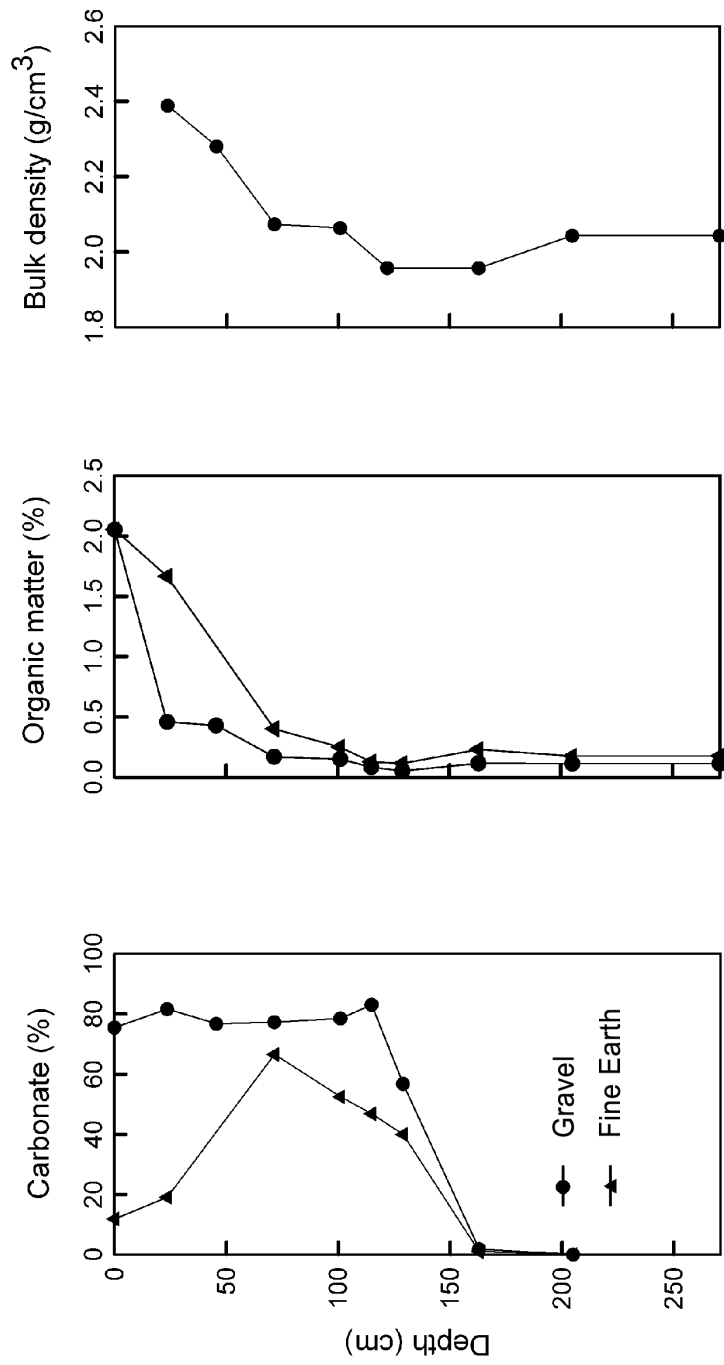 Carbonate (%)
0 20 40 60 80 100
Organic matter (%)
0.0 0.5 1.0 1.5 2.0 2.5
Bulk density (g/cm³)
1.8 2.0 2.2 2.4 2.6
Depth (cm)
0
50
100
150
200
250
Gravel
Fine Earth